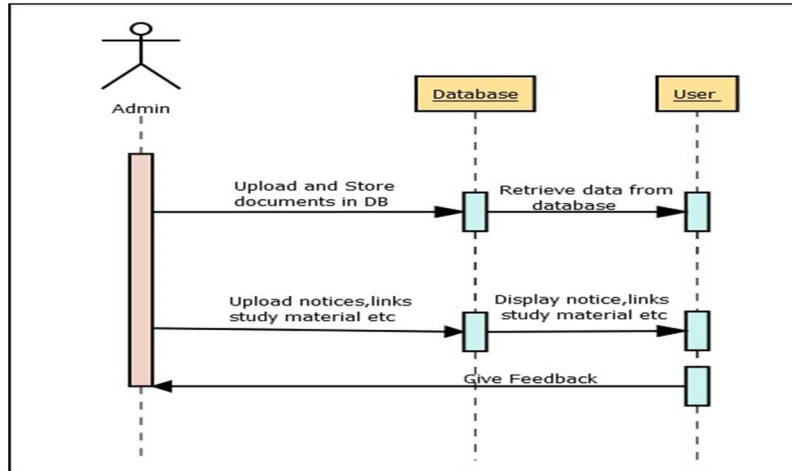 Admin
Database
User
Upload and Store
documents in DB
Retrieve data from
database
Upload notices,links
study material etc
Display notice,links
study material etc
Give Feedback